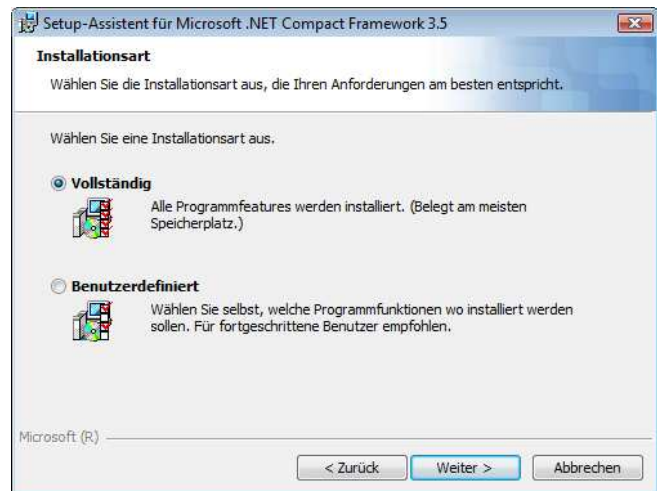 Setup-Assistent für Microsoft .NET Compact Framework 3.5
Installationsart
Wählen Sie die Installationsart aus, die Ihren Anforderungen am besten entspricht.
Wählen Sie eine Installationsart aus.
Vollständig
Alle Programmfeatures werden installiert. (Belegt am meisten
Speicherplatz.)
Benutzerdefiniert
Wählen Sie selbst, welche Programmfunktionen wo installiert werden
sollen. Für fortgeschrittene Benutzer empfohlen.
Microsoft (R)
< Zurück
Weiter >
Abbrechen